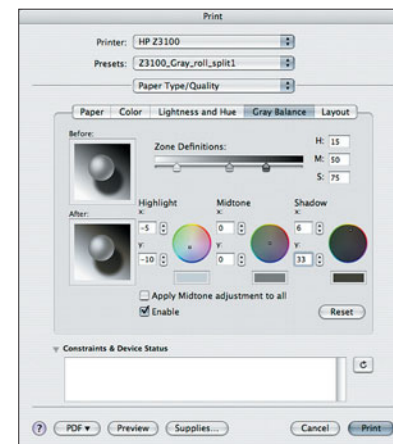 Print
Printer: HP Z3100
Presets: Z3100_Gray_roll_split1
Paper Type/Quality
Paper Color Lightness and Hue Gray Balance Layout
Before:
Zone Definitions:
H: 15
M: 50
S: 75
After:
Highlight Midtone Shadow
x: x: x:
-5 0 6
y: y: y:
-10 0 33
Apply Midtone adjustment to all
Enable
Reset
Constraints & Device Status
? PDF Preview Supplies... Cancel Print